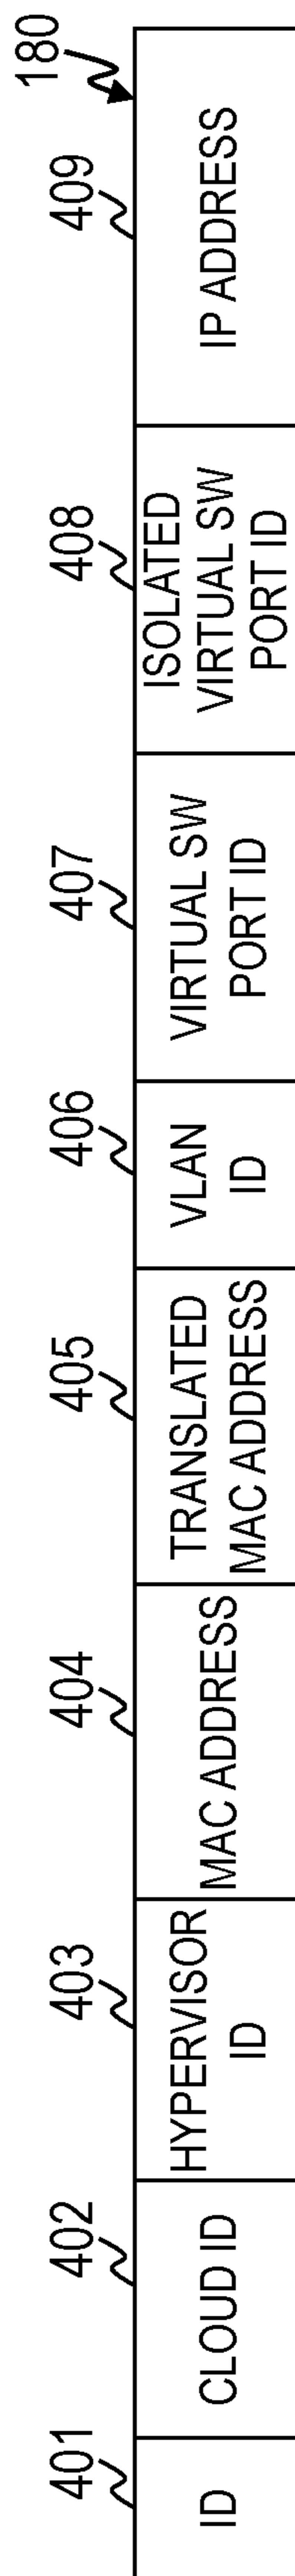 401 402 403 404 405 406 407 408 409 180
ID
CLOUD ID
HYPERVISOR
ID
MAC ADDRESS
TRANSLATED
MAC ADDRESS
VLAN
ID
VIRTUAL SW
PORT ID
ISOLATED
VIRTUAL SW
PORT ID
IP ADDRESS